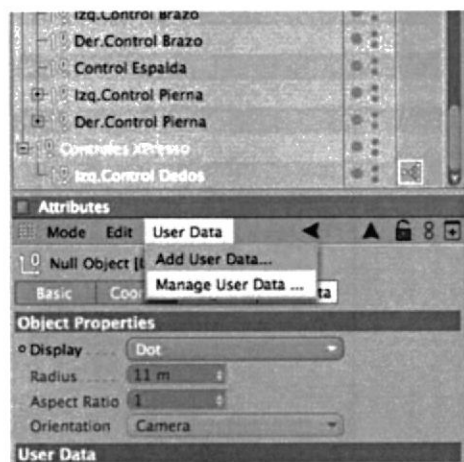 Izq.Control Brazo
Der.Control Brazo
Control Espalda
Izq.Control Pierna
Der.Control Pierna
Controles XPresso
Izq.Control Dedos
Attributes
Mode Edit User Data
Null Object [
Add User Data...
Basic Coor
Manage User Data ...
ta
Object Properties
Display Dot
Radius 11 m
Aspect Ratio 1
Orientation Camera
User Data